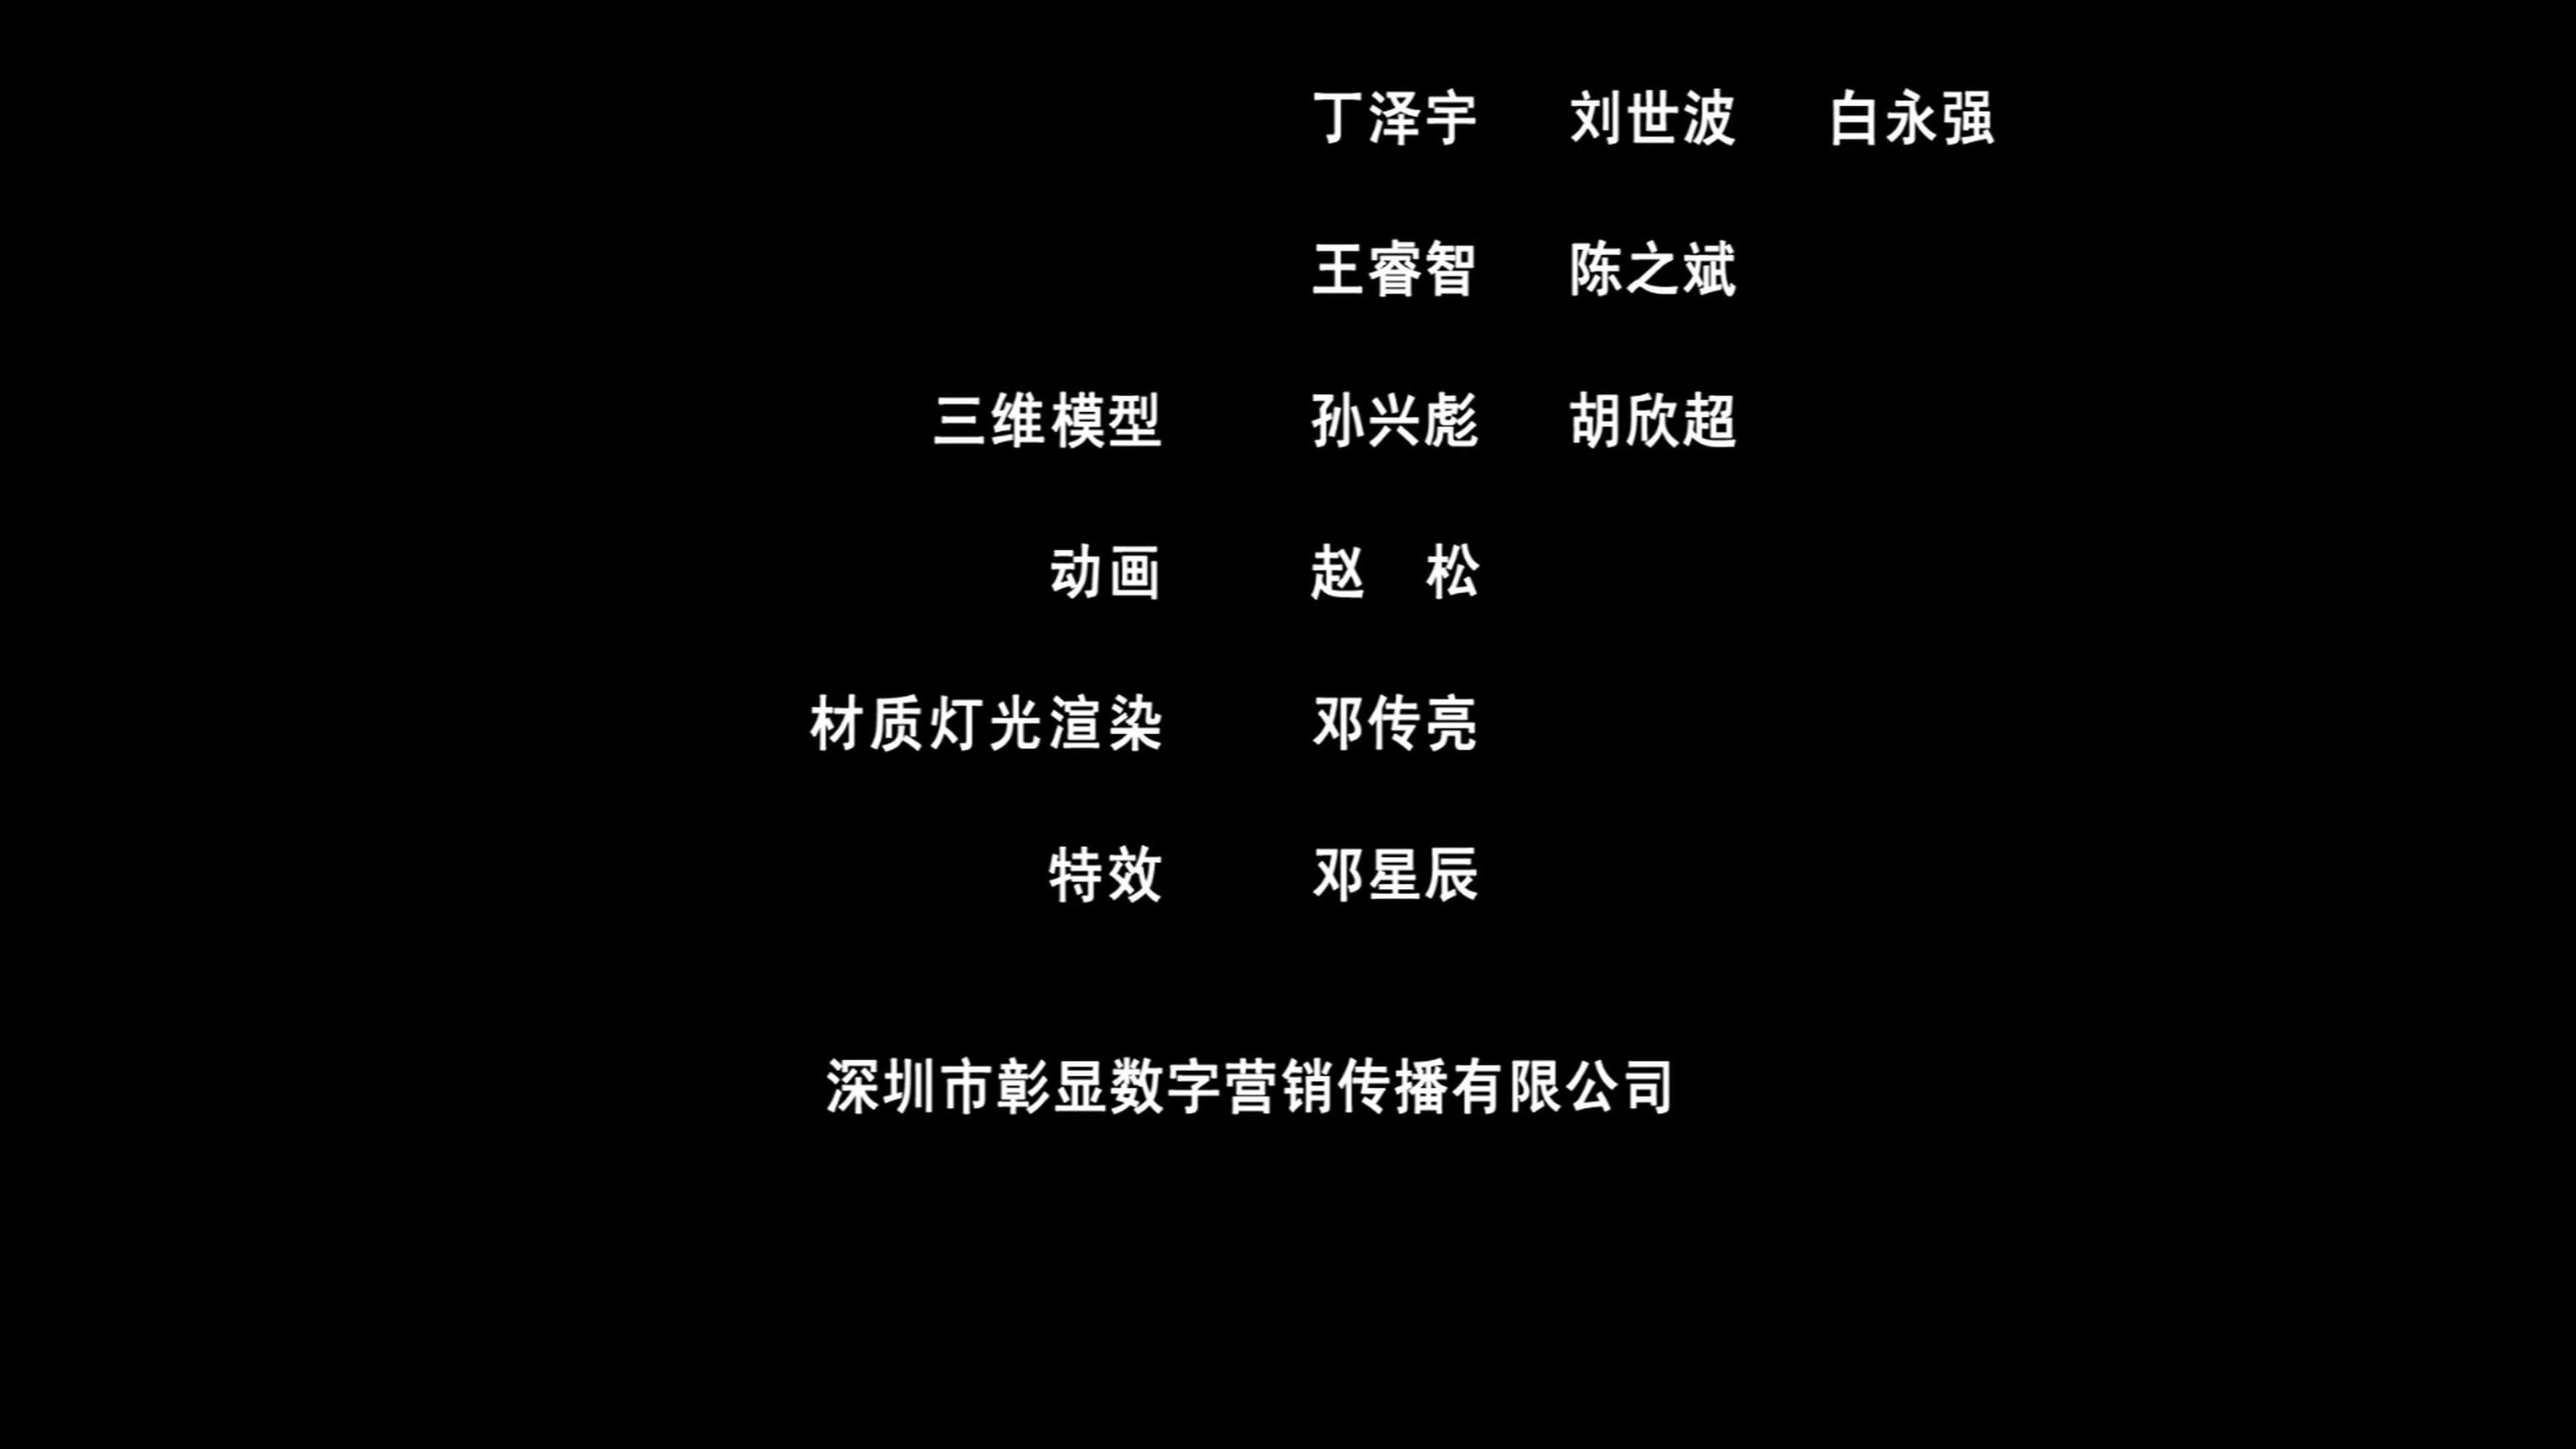 丁泽宇 刘世波 白永强
王睿智 陈之斌
三维模型 孙兴彪 胡欣超
动画 赵 松
材质灯光渲染 邓传亮
特效 邓星辰
深圳市彰显数字营销传播有限公司